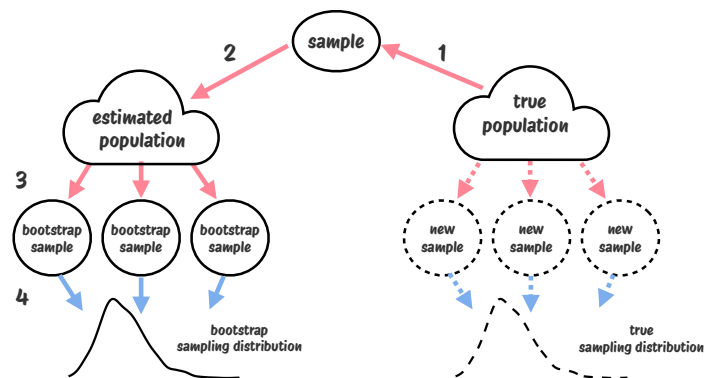 sample
2
1
estimated
population
true
population
3
bootstrap
sample
bootstrap
sample
bootstrap
sample
new
sample
new
sample
new
sample
4
bootstrap
sampling distribution
true
sampling distribution